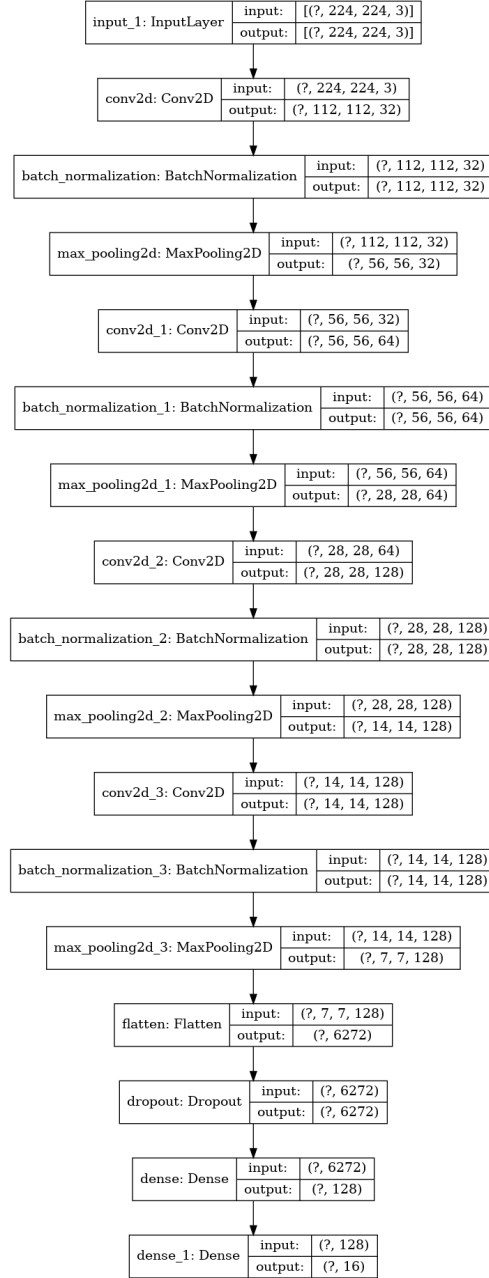 input_1: InputLayer
input: [(?, 224, 224, 3)]
output: [(?, 224, 224, 3)]
conv2d: Conv2D
input: (?, 224, 224, 3)
output: (?, 112, 112, 32)
batch_normalization: BatchNormalization
input: (?, 112, 112, 32)
output: (?, 112, 112, 32)
max_pooling2d: MaxPooling2D
input: (?, 112, 112, 32)
output: (?, 56, 56, 32)
conv2d_1: Conv2D
input: (?, 56, 56, 32)
output: (?, 56, 56, 64)
batch_normalization_1: BatchNormalization
input: (?, 56, 56, 64)
output: (?, 56, 56, 64)
max_pooling2d_1: MaxPooling2D
input: (?, 56, 56, 64)
output: (?, 28, 28, 64)
conv2d_2: Conv2D
input: (?, 28, 28, 64)
output: (?, 28, 28, 128)
batch_normalization_2: BatchNormalization
input: (?, 28, 28, 128)
output: (?, 28, 28, 128)
max_pooling2d_2: MaxPooling2D
input: (?, 28, 28, 128)
output: (?, 14, 14, 128)
conv2d_3: Conv2D
input: (?, 14, 14, 128)
output: (?, 14, 14, 128)
batch_normalization_3: BatchNormalization
input: (?, 14, 14, 128)
output: (?, 14, 14, 128)
max_pooling2d_3: MaxPooling2D
input: (?, 14, 14, 128)
output: (?, 7, 7, 128)
flatten: Flatten
input: (?, 7, 7, 128)
output: (?, 6272)
dropout: Dropout
input: (?, 6272)
output: (?, 6272)
dense: Dense
input: (?, 6272)
output: (?, 128)
dense_1: Dense
input: (?, 128)
output: (?, 16)